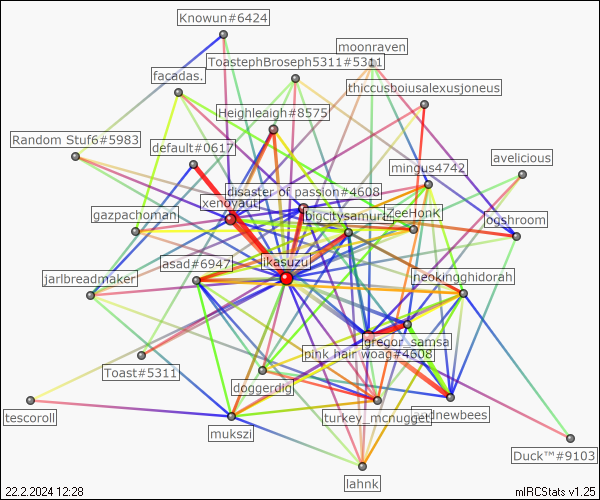 Knowun#6424
moonraven
ToastephBroseph5311#5311
facadas.
thiccusboiusalexusjoneus
Heighleaigh#8575
Random Stuf6#5983
default#0617
avelicious
mingus4742
disaster of passion#4608
xenoyaut
gazpachoman
bigcitysamurai
ZeeHonK
ogshroom
ikasuzu
asad#6947
neokingghidorah
jarlbreadmaker
gregor_samsa
pink hair woag#4608
Toast#5311
doggerdig
tescoroll
turkey_mcnugget
mukszi
Duck™#9103
lahnk
22.2.2024 12:28
mIRCStats v1.25